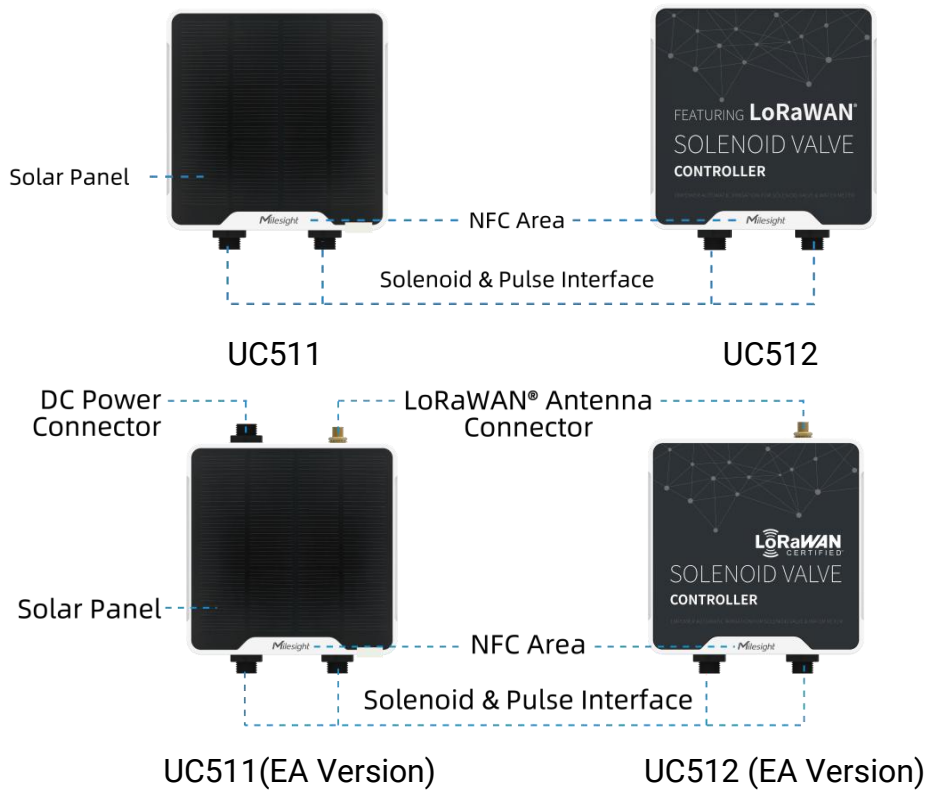 FEATURING LoRaWAN®
SOLENOID VALVE
CONTROLLER
Solar Panel
Milesight
NFC Area
Milesight
Solenoid & Pulse Interface
UC511
UC512
DC Power
Connector
LoRaWAN® Antenna
Connector
LoRaWAN
CERTIFIED
SOLENOID VALVE
CONTROLLER
Solar Panel
Milesight
NFC Area
Milesight
Solenoid & Pulse Interface
UC511(EA Version)
UC512 (EA Version)